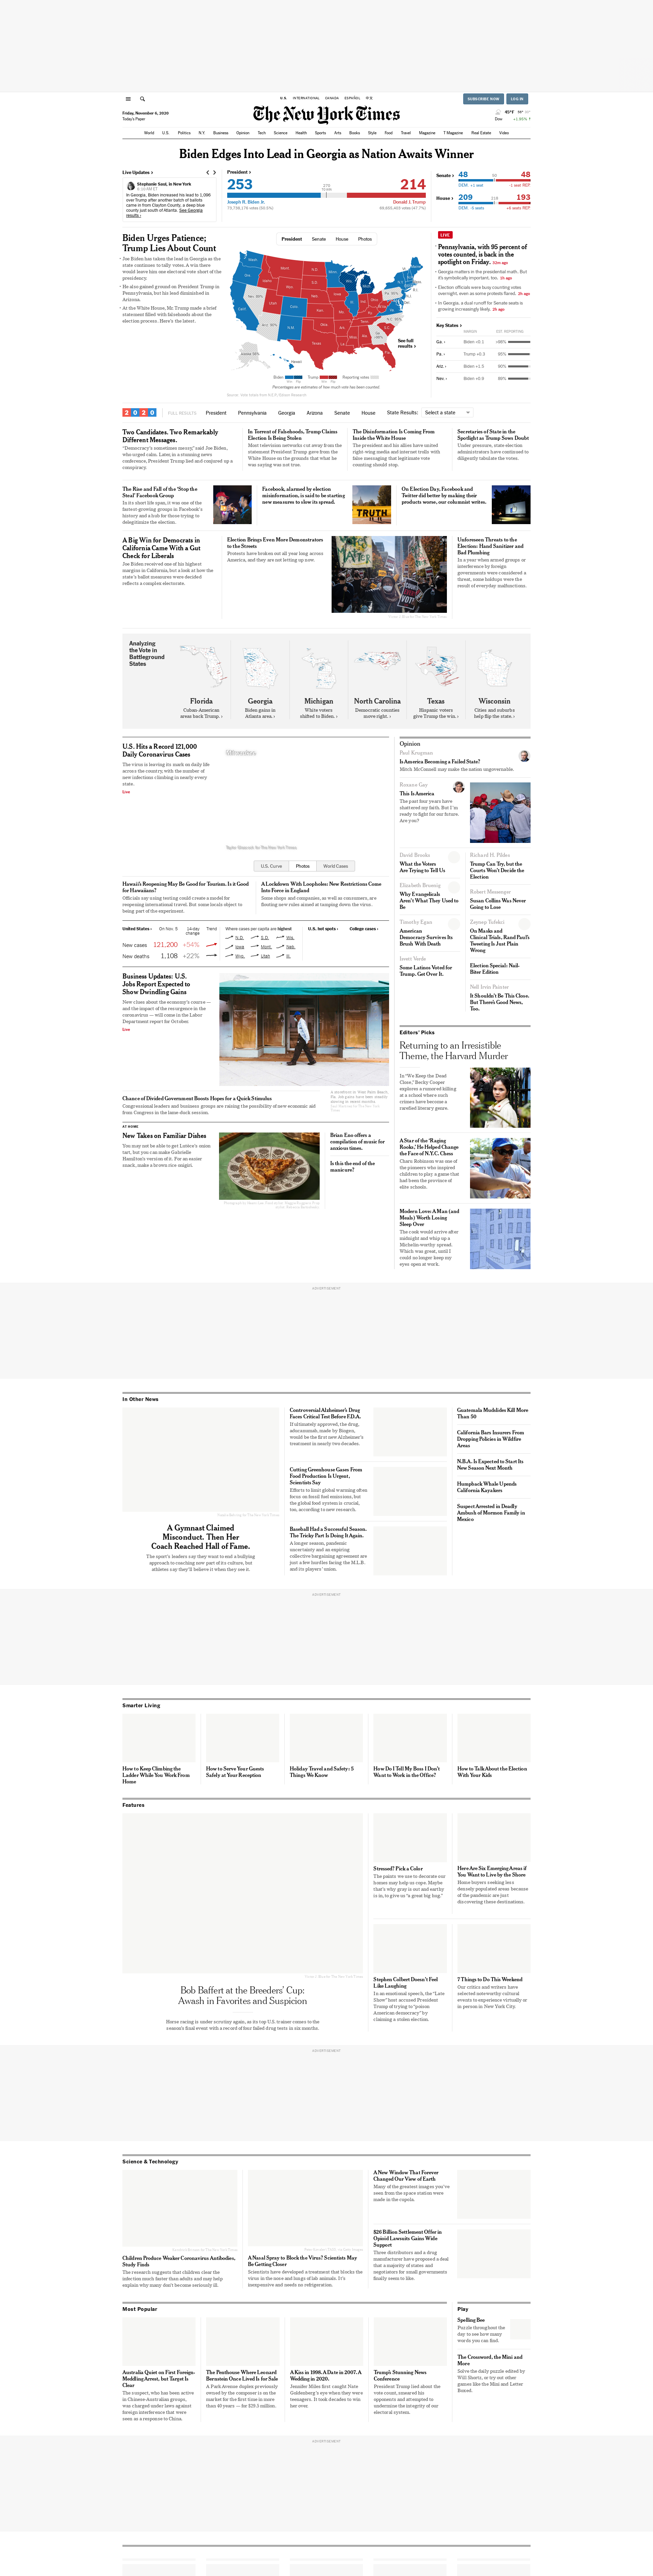 U.S.
INTERNATIONAL
CANADA
ESPAÑOL
中文
SUBSCRIBE NOW
LOG IN
Friday, November 6, 2020
Today's Paper
The New York Times
World
U.S.
Politics
N.Y.
Business
Opinion
Tech
Science
Health
Sports
Arts
Books
Style
Food
Travel
Magazine
T Magazine
Real Estate
Video
Biden Edges Into Lead in Georgia as Nation Awaits Winner
Live Updates
Stephanie Saul, in New York
In Georgia, Biden increased his lead to 1,096
over Trump after another batch of ballots
came in from Clayton County, a deep blue
county just south of Atlanta. See Georgia
results ›
President ›
253
214
270
Joseph R. Biden Jr.
Donald J. Trump
Senate ›
48
48
House ›
209
218
193
Biden Urges Patience;
Trump Lies About Count
Joe Biden has taken the lead in Georgia as the
state continues to tally votes. A win there
would leave him one electoral vote short of the
presidency.
He also gained ground on President Trump in
Pennsylvania, but his lead diminished in
Arizona.
At the White House, Mr. Trump made a brief
statement filled with falsehoods about the
election process. Here's the latest.
President
Senate
House
Photos
See full
results ›
Percentages are estimates of how much vote has been counted.
LIVE
Pennsylvania, with 95 percent of
votes counted, is back in the
spotlight on Friday.
Georgia matters in the presidential math. But
it's symbolically important, too. 1h ago
Election officials were busy counting votes
overnight, even as some protests flared. 2h ago
In Georgia, a dual runoff for Senate seats is
growing increasingly likely. 2h ago
Key States ›
MARGIN
EST. REPORTING
Ga. ›
Biden +0.1
Pa. ›
Trump +0.3
Ariz. ›
Nev. ›
Biden +0.9
2020
FULL RESULTS:
President
Pennsylvania
Georgia
Arizona
Senate
House
State Results:
Select a state
Two Candidates. Two Remarkably
Different Messages.
"Democracy's sometimes messy," said Joe Biden,
who urged calm. Later, in a stunning news
conference, President Trump lied and conjured up a
conspiracy.
In Torrent of Falsehoods, Trump Claims
Election Is Being Stolen
Most television networks cut away from the
statement President Trump gave from the
White House on the grounds that what he
was saying was not true.
The Disinformation Is Coming From
Inside the White House
The president and his allies have united with
right-wing media and online trolls with
false messaging that legitimate vote
counting should stop.
Secretaries of State in the
Spotlight as Trump Sows Doubt
Under pressure, state election
administrators have continued to
diligently tabulate the votes.
The Rise and Fall of the 'Stop the
Steal' Facebook Group
In its short life span, it was one of the
fastest-growing groups in Facebook's
history and a hub for those trying to
delegitimize the election.
Facebook, alarmed by election
misinformation, is said to be starting
new measures to slow its spread.
TRUTH
On Election Day, Facebook and
Twitter did better by making their
products worse, our columnist writes.
A Big Win for Democrats in
California Came With a Gut
Check for Liberals
Joe Biden received one of his biggest
margins in California, but a look at how the
state's ballot measures were decided
reflects a complex electorate.
Election Brings Even More Demonstrators
to the Streets
Protests have broken out all year long across
America, and they are not letting up now.
Unforeseen Threats to the
Election: Hand Sanitizer and
Bad Plumbing
In a year when armed groups or
interference by foreign
governments were considered a
threat, some holdups were the
result of everyday malfunctions.
Analyzing
the Vote in
Battleground
States
Florida
Cuban-American
areas back Trump. ›
Georgia
Biden gains in
Atlanta area. ›
Michigan
White voters
shifted to Biden. ›
North Carolina
Democratic counties
move right. ›
Texas
Hispanic voters
give Trump the win. ›
Wisconsin
Cities and suburbs
help flip the state. ›
U.S. Hits a Record 121,000
Daily Coronavirus Cases
The virus is leaving its mark on daily life
across the country, with the number of
new infections climbing in nearly every
state.
Live
U.S. Curve
Photos
World Cases
Hawaii's Reopening May Be Good for Tourism. Is it Good
for Hawaiians?
Officials say using testing could create a model for
reopening international travel. But some locals object to
being part of the experiment.
A Lockdown With Loopholes: New Restrictions Come
Into Force in England
Some shops and companies, as well as consumers, are
flouting new rules aimed at tamping down the virus.
United States ›
On Nov. 5
14-day
change
Trend
New cases
121,200
+54%
New deaths
1,108
+22%
Where cases per capita are highest
N.D.
S.D.
Wis.
Iowa
Mont.
Neb.
Wyo.
Utah
Ill.
U.S. hot spots ›
College cases ›
Business Updates: U.S.
Jobs Report Expected to
Show Dwindling Gains
New clues about the economy's course —
and the impact of the resurgence in the
coronavirus — will come in the Labor
Department report for October.
Live
Chance of Divided Government Boosts Hopes for a Quick Stimulus
Congressional leaders and business groups are raising the possibility of new economic aid
from Congress in the lame-duck session.
AT HOME
New Takes on Familiar Dishes
You may not be able to get Lutèce's onion
tart, but you can make Gabrielle
Hamilton's version of it. For an easier
snack, make a brown rice onigiri.
Brian Eno offers a
compilation of music for
anxious times.
Is this the end of the
manicure?
Opinion
Paul Krugman
Is America Becoming a Failed State?
Mitch McConnell may make the nation ungovernable.
Roxane Gay
This Is America
The past four years have
shattered my faith. But I'm
ready to fight for our future.
Are you?
David Brooks
What the Voters
Are Trying to Tell Us
Elizabeth Bruenig
Why Evangelicals
Aren't What They Used to
Be
Timothy Egan
American
Democracy Survives Its
Brush With Death
Isvett Verde
Some Latinos Voted for
Trump. Get Over It.
Richard H. Pildes
Trump Can Try, but the
Courts Won't Decide the
Election
Robert Messenger
Susan Collins Was Never
Going to Lose
Zeynep Tufekci
On Masks and
Clinical Trials, Rand Paul's
Tweeting Is Just Plain
Wrong
Election Special: Nail-
Biter Edition
Nell Irvin Painter
It Shouldn't Be This Close.
But There's Good News,
Too.
Editors' Picks
Returning to an Irresistible
Theme, the Harvard Murder
In "We Keep the Dead
Close," Becky Cooper
explores a rumored killing
at a school where such
crimes have become a
rarefied literary genre.
A Star of the 'Raging
Rooks,' He Helped Change
the Face of N.Y.C. Chess
Charu Robinson was one of
the pioneers who inspired
children to play a game that
had been the province of
elite schools.
Modern Love: A Man (and
Meals) Worth Losing
Sleep Over
The cook would arrive after
midnight and whip up a
Michelin-worthy spread.
Which was great, until I
could no longer keep my
eyes open at work.
ADVERTISEMENT
In Other News
A Gymnast Claimed
Misconduct. Then Her
Coach Reached Hall of Fame.
The sport's leaders say they want to end a bullying
approach to coaching now part of its culture, but
athletes say they'll believe it when they see it.
Controversial Alzheimer's Drug
Faces Critical Test Before F.D.A.
If ultimately approved, the drug,
aducanumab, made by Biogen,
would be the first new Alzheimer's
treatment in nearly two decades.
Cutting Greenhouse Gases From
Food Production Is Urgent,
Scientists Say
Efforts to limit global warming often
focus on fossil fuel emissions, but
the global food system is crucial,
too, according to new research.
Baseball Had a Successful Season.
The Tricky Part Is Doing It Again.
A longer season, pandemic
uncertainty and an expiring
collective bargaining agreement are
just a few hurdles facing the M.L.B.
and its players' union.
Guatemala Mudslides Kill More
Than 50
California Bars Insurers From
Dropping Policies in Wildfire
Areas
N.B.A. Is Expected to Start Its
New Season Next Month
Humpback Whale Upends
California Kayakers
Suspect Arrested in Deadly
Ambush of Mormon Family in
Mexico
ADVERTISEMENT
Smarter Living
How to Keep Climbing the
Ladder While You Work From
Home
How to Serve Your Guests
Safely at Your Reception
Holiday Travel and Safety: 5
Things We Know
How Do I Tell My Boss I Don't
Want to Work in the Office?
How to Talk About the Election
With Your Kids
Features
Bob Baffert at the Breeders' Cup:
Awash in Favorites and Suspicion
Horse racing is under scrutiny again, as its top U.S. trainer comes to the
season's final event with a record of four failed drug tests in six months.
Stressed? Pick a Color
The paints we use to decorate our
homes may help us cope. Maybe
that's why gray is out and earthy
is in, to give us "a great big hug."
Here Are Six Emerging Areas if
You Want to Live by the Shore
Home buyers seeking less
densely populated areas because
of the pandemic are just
discovering these destinations.
Stephen Colbert Doesn't Feel
Like Laughing
In an emotional speech, the "Late
Show" host accused President
Trump of trying to "poison
American democracy" by
claiming a stolen election.
7 Things to Do This Weekend
Our critics and writers have
selected noteworthy cultural
events to experience virtually or
in person in New York City.
ADVERTISEMENT
Science & Technology
Children Produce Weaker Coronavirus Antibodies,
Study Finds
The research suggests that children clear the
infection much faster than adults and may help
explain why many don't become seriously ill.
A Nasal Spray to Block the Virus? Scientists May
Be Getting Closer
Scientists have developed a treatment that blocks the
virus in the nose and lungs of lab animals. It's
inexpensive and needs no refrigeration.
A New Window That Forever
Changed Our View of Earth
Many of the greatest images you've
seen from the space station were
made in the cupola.
$26 Billion Settlement Offer in
Opioid Lawsuits Gains Wide
Support
Three distributors and a drug
manufacturer have proposed a deal
that a majority of states and
negotiators for small governments
finally seem to like.
Most Popular
Australia Quiet on First Foreign-
Meddling Arrest, but Target Is
Clear
The suspect, who has been active
in Chinese-Australian groups,
was charged under laws against
foreign interference that were
seen as a response to China.
The Penthouse Where Leonard
Bernstein Once Lived Is for Sale
A Park Avenue duplex previously
owned by the composer is on the
market for the first time in more
than 40 years — for $29.5 million.
A Kiss in 1998. A Date in 2007. A
Wedding in 2020.
Jennifer Miles first caught Nate
Goldenberg's eye when they were
teenagers. It took decades to win
her over.
Trump's Stunning News
Conference
President Trump lied about the
vote count, smeared his
opponents and attempted to
undermine the integrity of our
electoral system.
Play
Spelling Bee
Puzzle throughout the
day to see how many
words you can find.
The Crossword, the Mini and
More
Solve the daily puzzle edited by
Will Shortz, or try out other
games like the Mini and Letter
Boxed.
ADVERTISEMENT